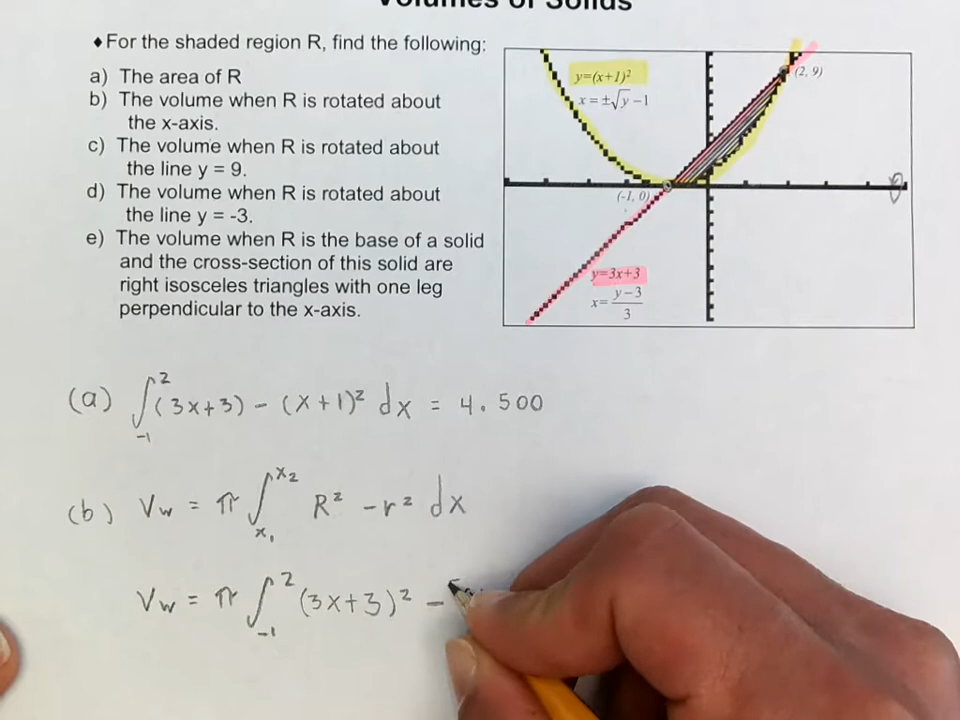 Volumes of Solids
♦For the shaded region R, find the following:
a) The area of R
b) The volume when R is rotated about
the x-axis.
c) The volume when R is rotated about
the line y = 9.
d) The volume when R is rotated about
the line y = -3.
e) The volume when R is the base of a solid
and the cross-section of this solid are
right isosceles triangles with one leg
perpendicular to the x-axis.
y=(x+1)²
x=±√y−1
(2, 9)
(-1, 0)
y=3x+3
x=(y−3)/3
(a) ∫₋₁² (3x+3) − (x+1)² dx = 4.500
(b) Vw = π ∫ₓ₁ˣ² R² − r² dx
Vw = π ∫₋₁² (3x+3)² −